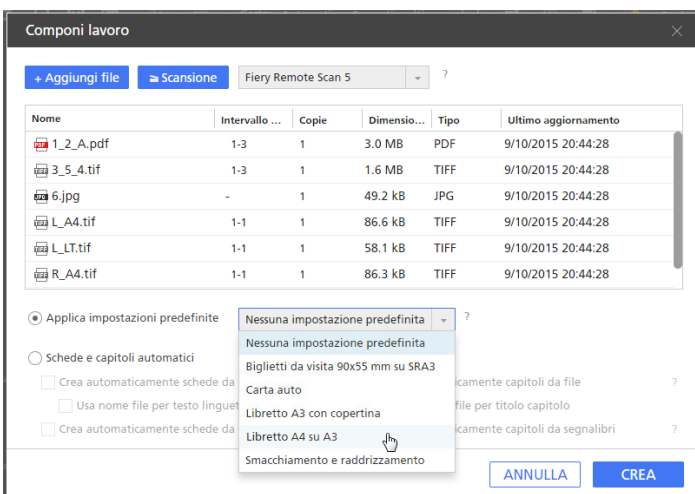 Componi lavoro
+ Aggiungi file
Scansione
Fiery Remote Scan 5
?
Nome Intervallo ... Copie Dimensio... Tipo Ultimo aggiornamento
1_2_A.pdf 1-3 1 3.0 MB PDF 9/10/2015 20:44:28
3_5_4.tif 1-3 1 1.6 MB TIFF 9/10/2015 20:44:28
6.jpg - 1 49.2 kB JPG 9/10/2015 20:44:28
L_A4.tif 1-1 1 86.6 kB TIFF 9/10/2015 20:44:28
L_LT.tif 1-1 1 58.1 kB TIFF 9/10/2015 20:44:28
R_A4.tif 1-1 1 86.3 kB TIFF 9/10/2015 20:44:28
Applica impostazioni predefinite
Nessuna impostazione predefinita
?
Nessuna impostazione predefinita
Biglietti da visita 90x55 mm su SRA3
Carta auto
Libretto A3 con copertina
Libretto A4 su A3
Smacchiamento e raddrizzamento
Schede e capitoli automatici
Crea automaticamente schede da
icamente capitoli da file ?
Usa nome file per testo linguet
file per titolo capitolo
Crea automaticamente schede da
icamente capitoli da segnalibri ?
ANNULLA
CREA